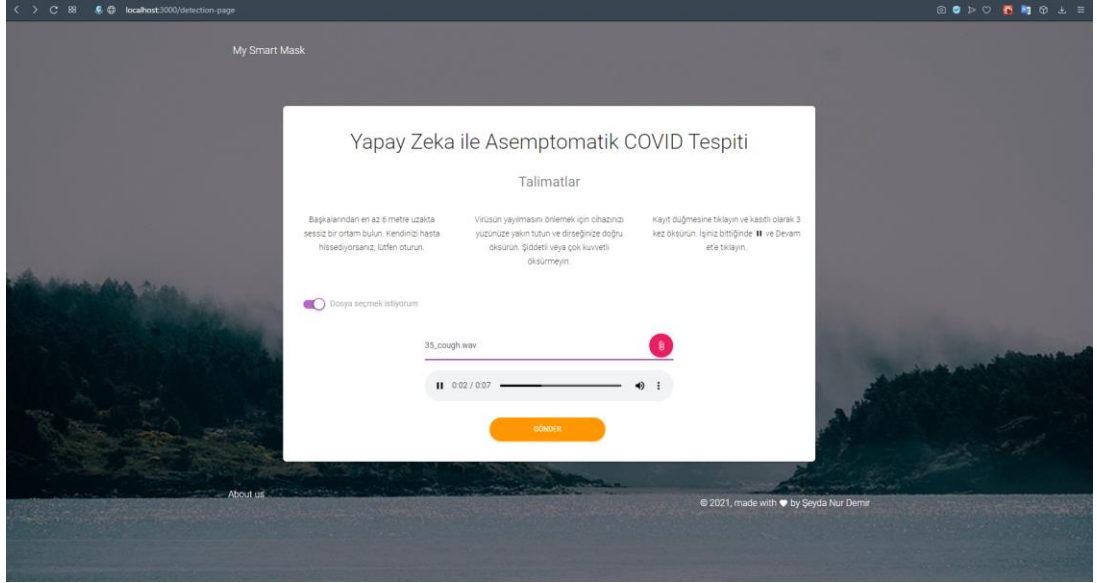 localhost:3000/detection-page
My Smart Mask
Yapay Zeka ile Asemptomatik COVID Tespiti
Talimatlar
Başkalarından en az 6 metre uzakta
sessiz bir ortam bulun. Kendinizi hasta
hissediyorsanız, lütfen oturun.
Virüsün yayılmasını önlemek için cihazınızı
yüzünüze yakın tutun ve dirseğinize doğru
öksürün. Şiddetli veya çok kuvvetli
öksürmeyin.
Kayıt düğmesine tıklayın ve kasıtlı olarak 3
kez öksürün. İşiniz bittiğinde ve Devam
et'e tıklayın.
Dosya seçmek istiyorum
35_cough.wav
0:02 / 0:07
GÖNDER
About us
© 2021, made with ♥ by Şeyda Nur Demir